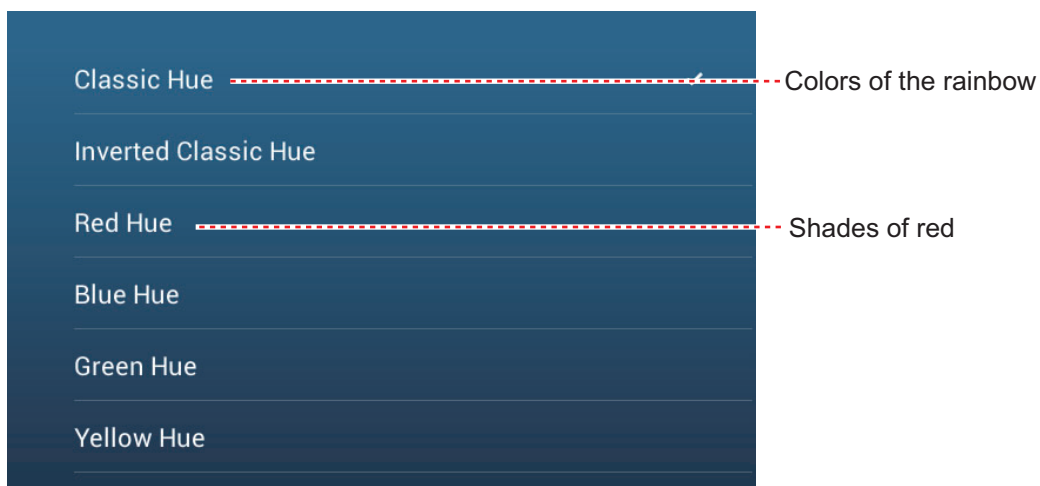 Classic Hue
Colors of the rainbow
Inverted Classic Hue
Red Hue
Shades of red
Blue Hue
Green Hue
Yellow Hue